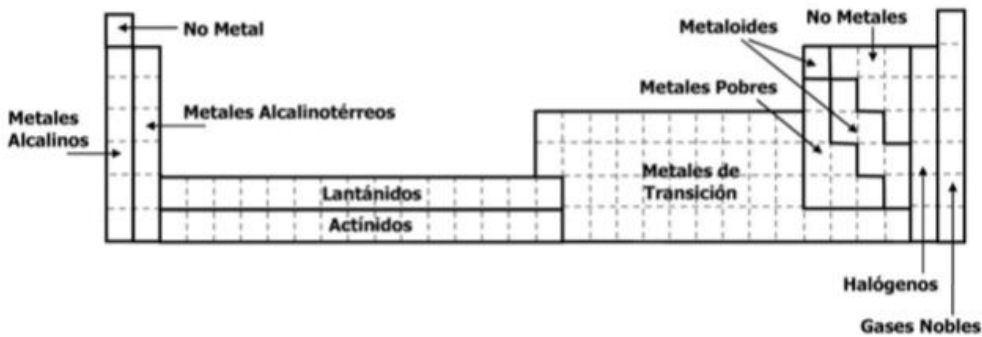 No Metal
Metaloides
No Metales
Metales Pobres
Metales
Alcalinos
Metales Alcalinotérreos
Metales de
Transición
Lantánidos
Actínidos
Halógenos
Gases Nobles